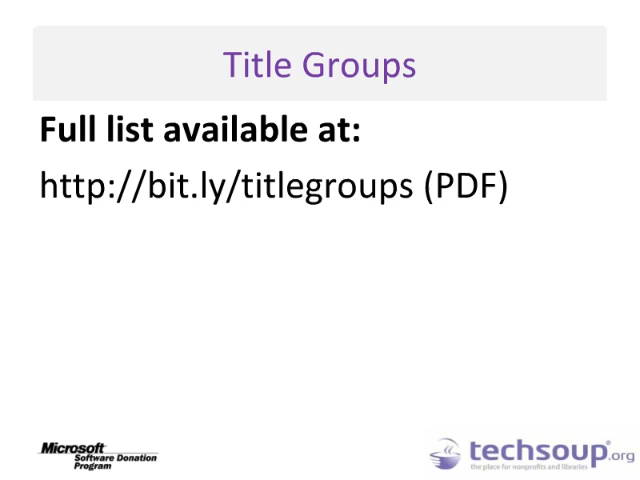 Title Groups
Full list available at:
http://bit.ly/titlegroups (PDF)
Microsoft
Software Donation
Program
techsoup®.org
the place for nonprofits and libraries